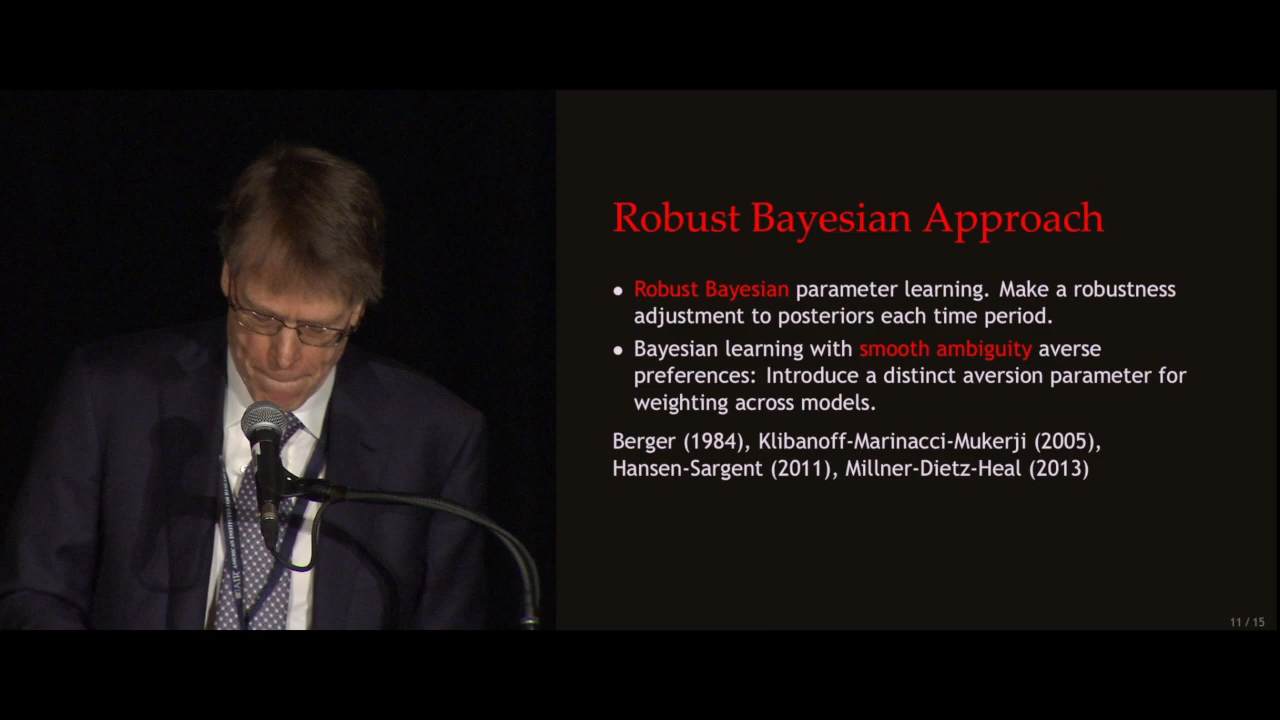 Robust Bayesian Approach
● Robust Bayesian parameter learning. Make a robustness
adjustment to posteriors each time period.
● Bayesian learning with smooth ambiguity averse
preferences: Introduce a distinct aversion parameter for
weighting across models.
Berger (1984), Klibanoff-Marinacci-Mukerji (2005),
Hansen-Sargent (2011), Millner-Dietz-Heal (2013)
11 / 15